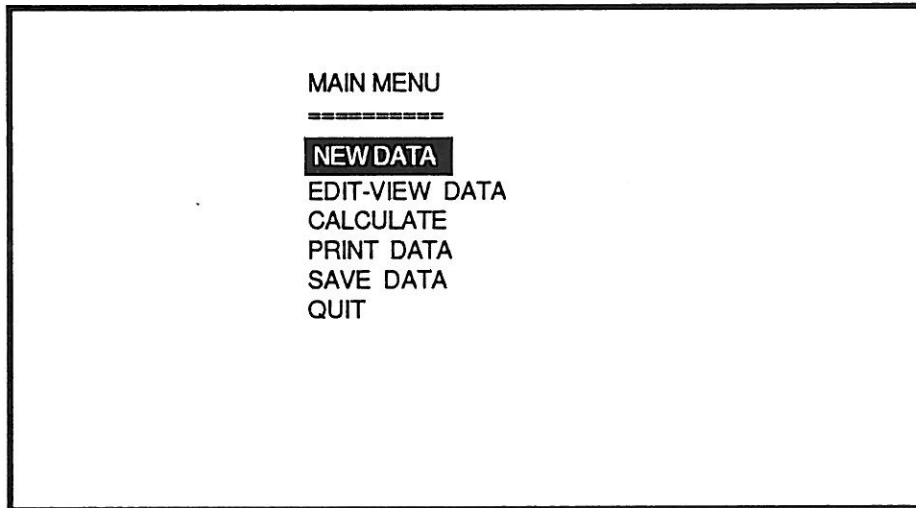 MAIN MENU
==========
NEW DATA
EDIT-VIEW DATA
CALCULATE
PRINT DATA
SAVE DATA
QUIT